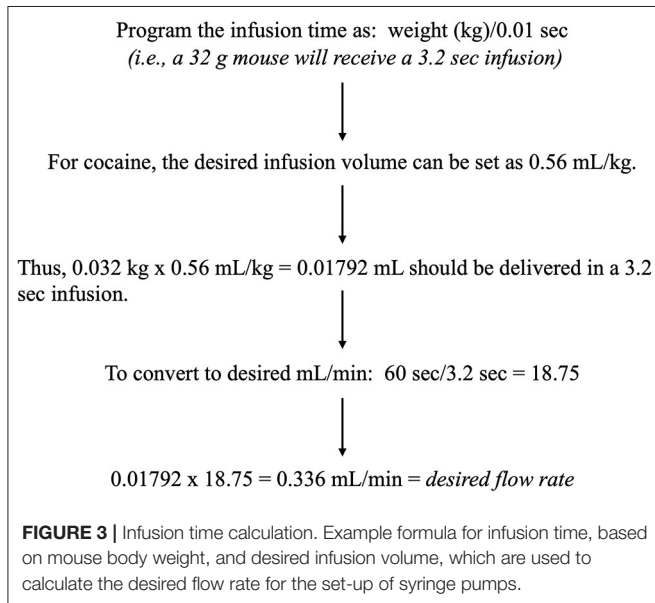 Program the infusion time as:  weight (kg)/0.01 sec
(i.e., a 32 g mouse will receive a 3.2 sec infusion)
For cocaine, the desired infusion volume can be set as 0.56 mL/kg.
Thus, 0.032 kg x 0.56 mL/kg = 0.01792 mL should be delivered in a 3.2
sec infusion.
To convert to desired mL/min:  60 sec/3.2 sec = 18.75
0.01792 x 18.75 = 0.336 mL/min = desired flow rate
FIGURE 3 | Infusion time calculation. Example formula for infusion time, based
on mouse body weight, and desired infusion volume, which are used to
calculate the desired flow rate for the set-up of syringe pumps.